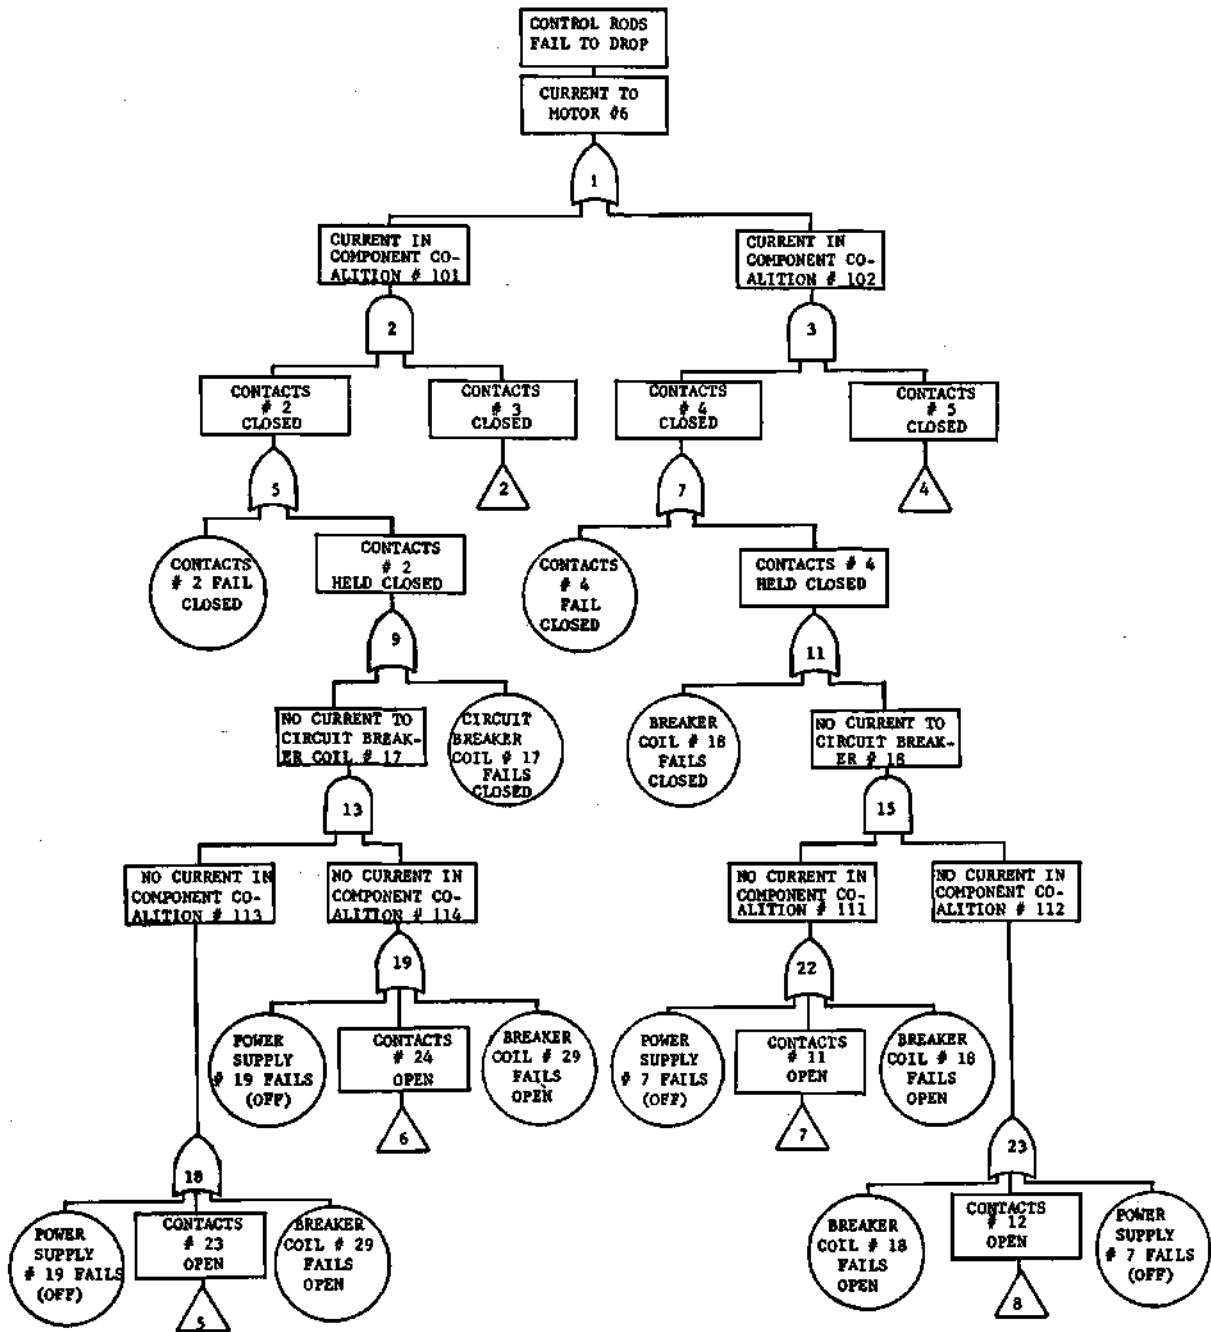 CONTROL RODS
FAIL TO DROP
CURRENT TO
MOTOR #6
1
CURRENT IN
COMPONENT CO-
ALITION # 101
CURRENT IN
COMPONENT CO-
ALITION # 102
2
3
CONTACTS
# 2
CLOSED
CONTACTS
# 3
CLOSED
CONTACTS
# 4
CLOSED
CONTACTS
# 5
CLOSED
5
2
7
4
CONTACTS
# 2 FAIL
CLOSED
CONTACTS
# 2
HELD CLOSED
CONTACTS
# 4
FAIL
CLOSED
CONTACTS # 4
HELD CLOSED
9
11
NO CURRENT TO
CIRCUIT BREAK-
ER COIL # 17
CIRCUIT
BREAKER
COIL # 17
FAILS
CLOSED
BREAKER
COIL # 18
FAILS
CLOSED
NO CURRENT TO
CIRCUIT BREAK-
ER # 18
13
15
NO CURRENT IN
COMPONENT CO-
ALITION # 113
NO CURRENT IN
COMPONENT CO-
ALITION # 114
NO CURRENT IN
COMPONENT CO-
ALITION # 111
NO CURRENT IN
COMPONENT CO-
ALITION # 112
19
22
POWER
SUPPLY
# 19 FAILS
(OFF)
CONTACTS
# 24
OPEN
BREAKER
COIL # 29
FAILS
OPEN
POWER
SUPPLY
# 7 FAILS
(OFF)
CONTACTS
# 11
OPEN
BREAKER
COIL # 18
FAILS
OPEN
6
7
18
23
POWER
SUPPLY
# 19 FAILS
(OFF)
CONTACTS
# 23
OPEN
BREAKER
COIL # 29
FAILS
OPEN
BREAKER
COIL # 18
FAILS
OPEN
CONTACTS
# 12
OPEN
POWER
SUPPLY
# 7 FAILS
(OFF)
5
8